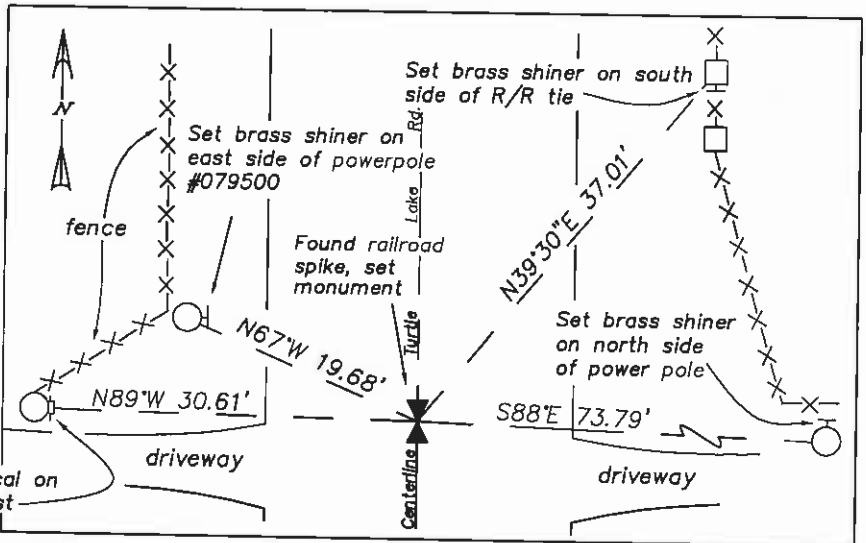 N
Set brass shiner on
east side of powerpole
#079500
fence
Set brass shiner on south
side of R/R tie
Found railroad
spike, set
monument
Centerline Turtle Lake Rd.
N39°30"E 37.01'
N67°W 19.68'
Set brass shiner
on north side
of power pole
N89°W 30.61'
S88°E 73.79'
driveway
driveway
on